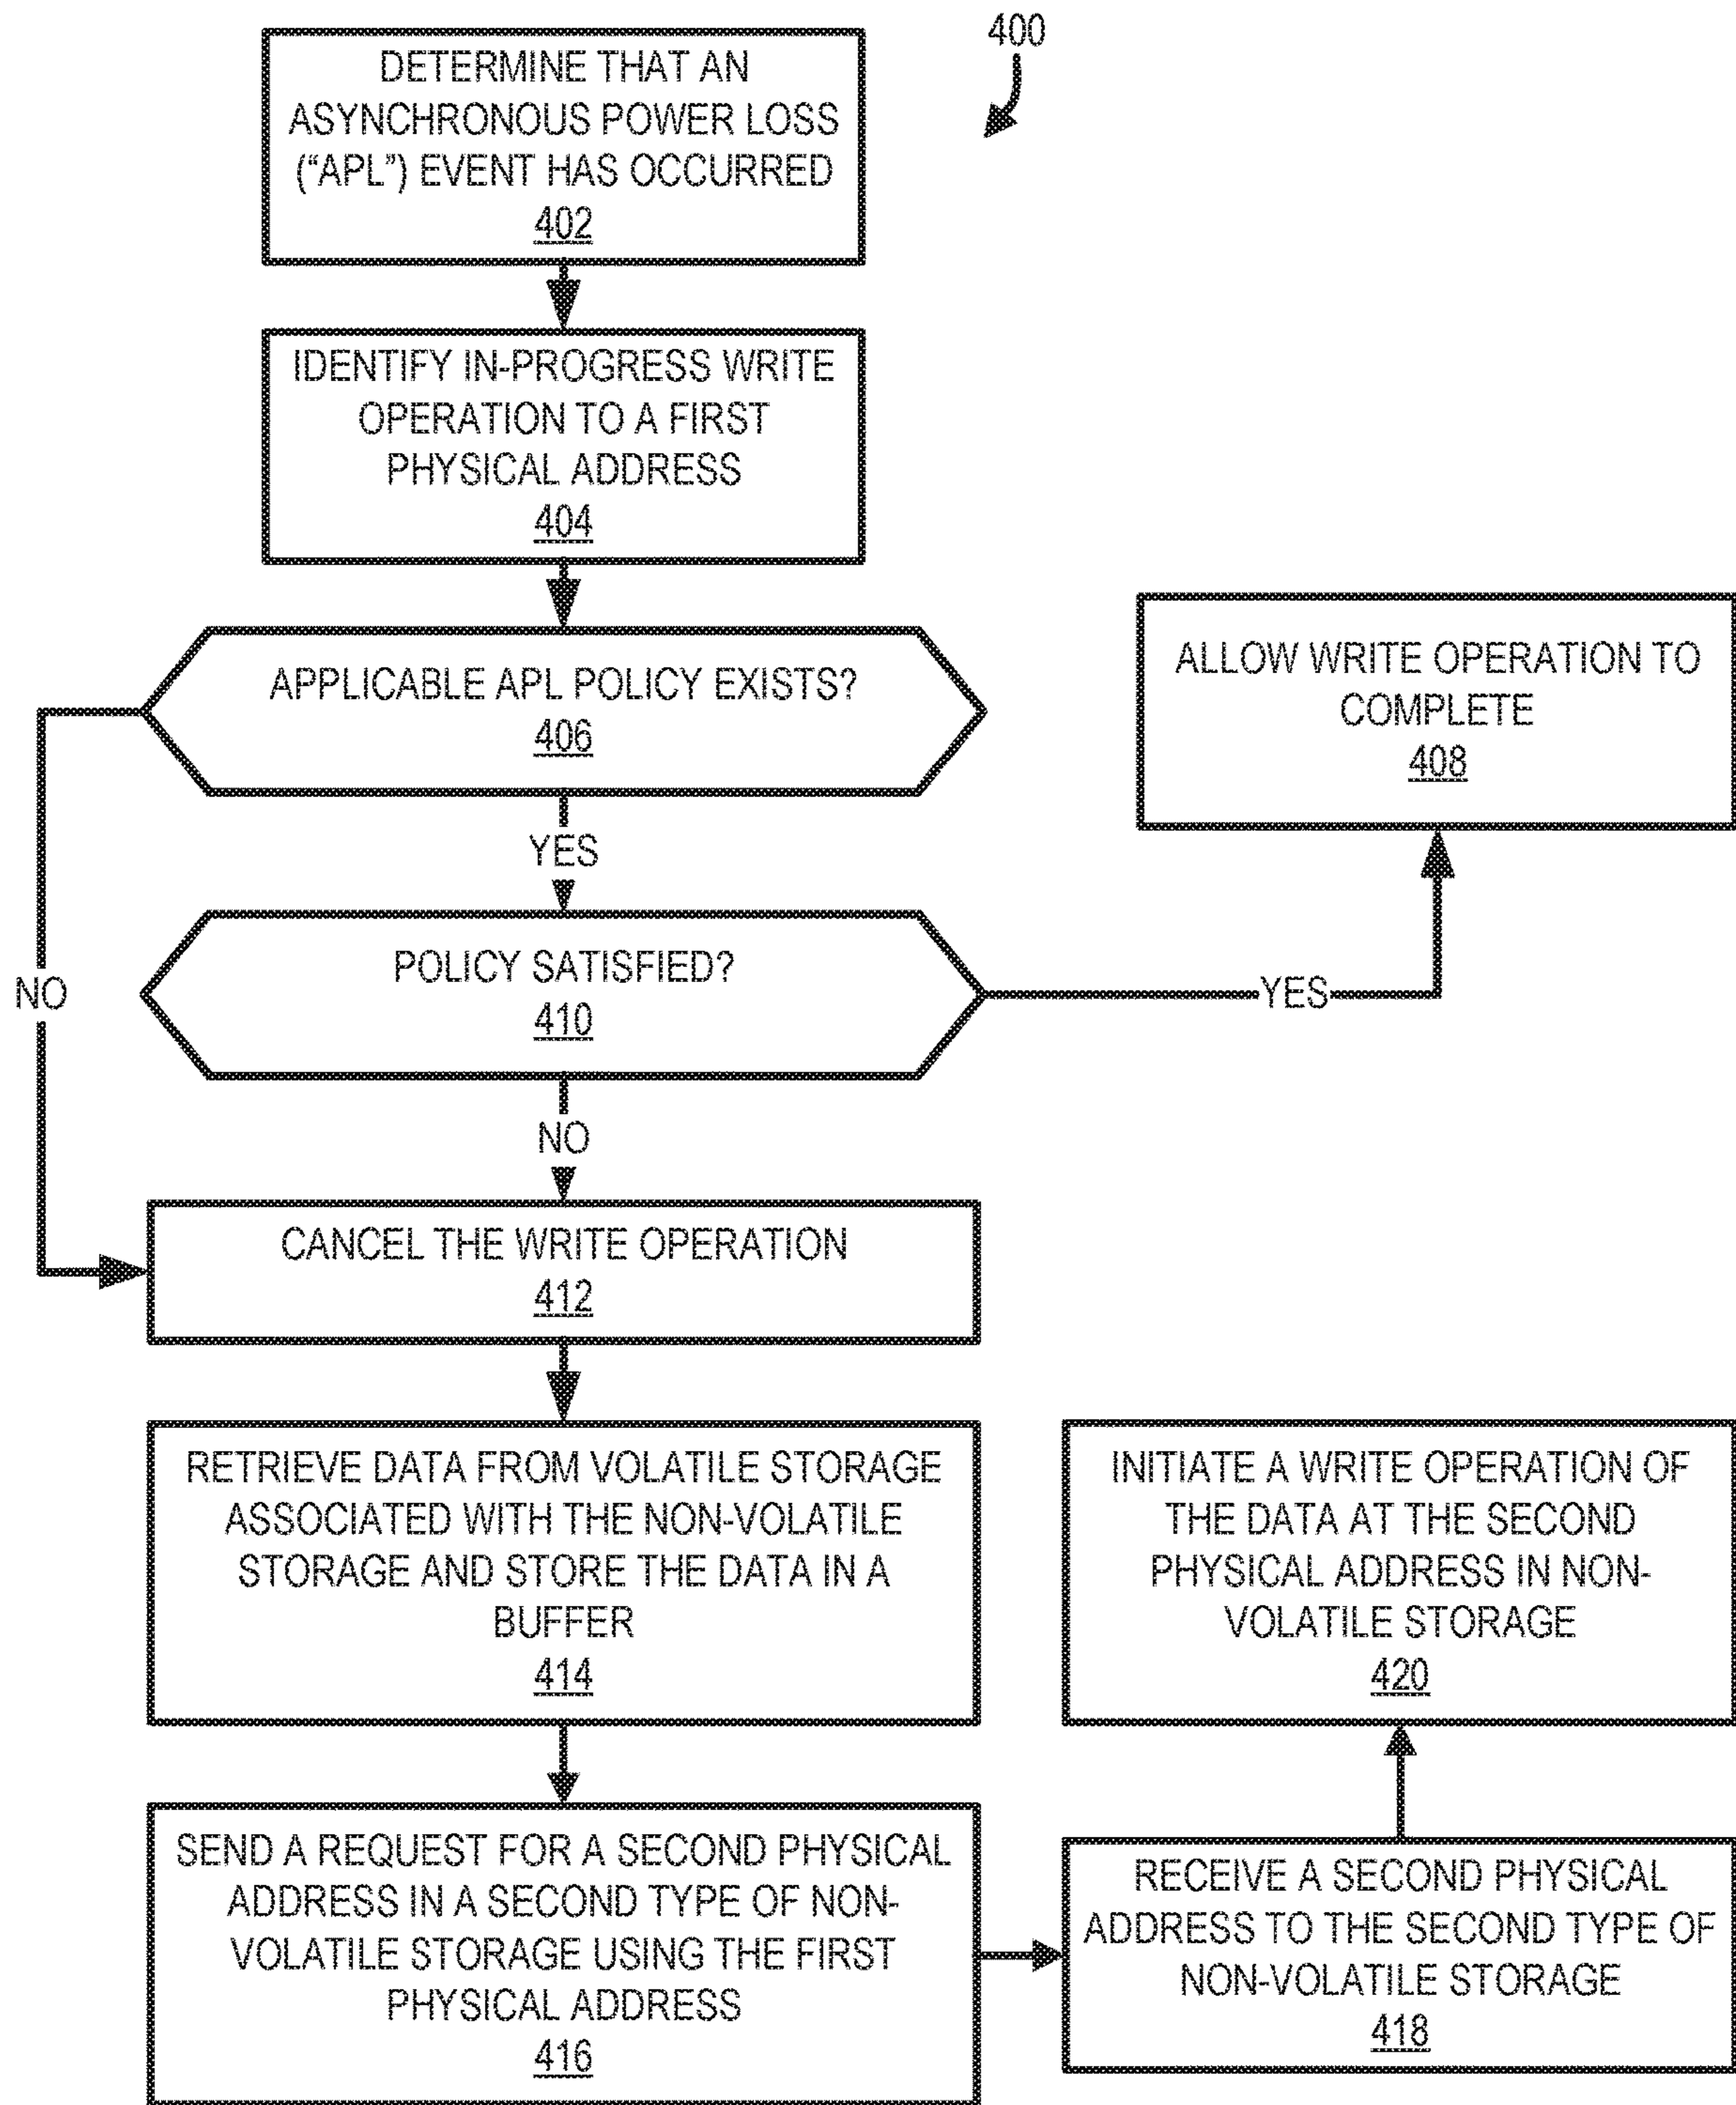 400
DETERMINE THAT AN
ASYNCHRONOUS POWER LOSS
(“APL”) EVENT HAS OCCURRED
402
IDENTIFY IN-PROGRESS WRITE
OPERATION TO A FIRST
PHYSICAL ADDRESS
404
APPLICABLE APL POLICY EXISTS?
406
ALLOW WRITE OPERATION TO
COMPLETE
408
YES
POLICY SATISFIED?
410
YES
NO
NO
CANCEL THE WRITE OPERATION
412
RETRIEVE DATA FROM VOLATILE STORAGE
ASSOCIATED WITH THE NON-VOLATILE
STORAGE AND STORE THE DATA IN A
BUFFER
414
SEND A REQUEST FOR A SECOND PHYSICAL
ADDRESS IN A SECOND TYPE OF NON-
VOLATILE STORAGE USING THE FIRST
PHYSICAL ADDRESS
416
RECEIVE A SECOND PHYSICAL
ADDRESS TO THE SECOND TYPE OF
NON-VOLATILE STORAGE
418
INITIATE A WRITE OPERATION OF
THE DATA AT THE SECOND
PHYSICAL ADDRESS IN NON-
VOLATILE STORAGE
420